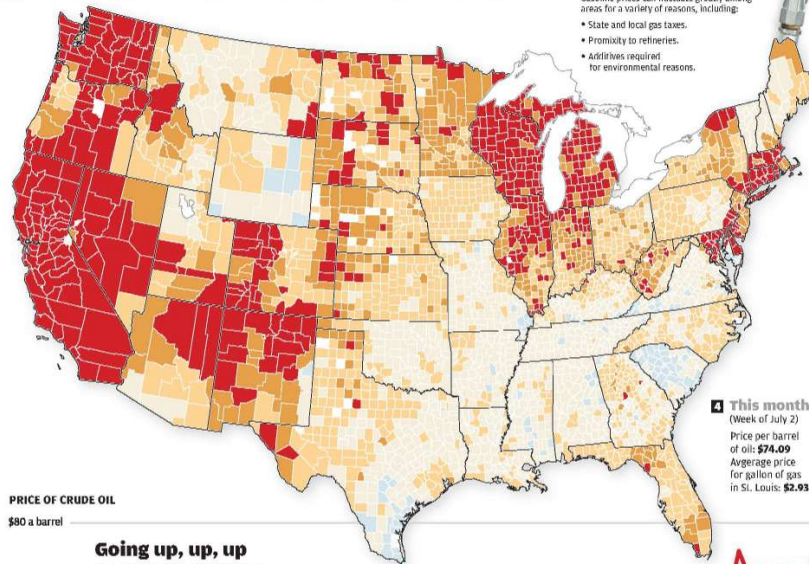 areas for a variety of reasons, including:
• State and local gas taxes.
• Promixity to refineries.
• Additives required
for environmental reasons.
4 This month
(Week of July 2)
Price per barrel
of oil: $74.09
Avgerage price
for gallon of gas
in St. Louis: $2.93
PRICE OF CRUDE OIL
$80 a barrel
Going up, up, up